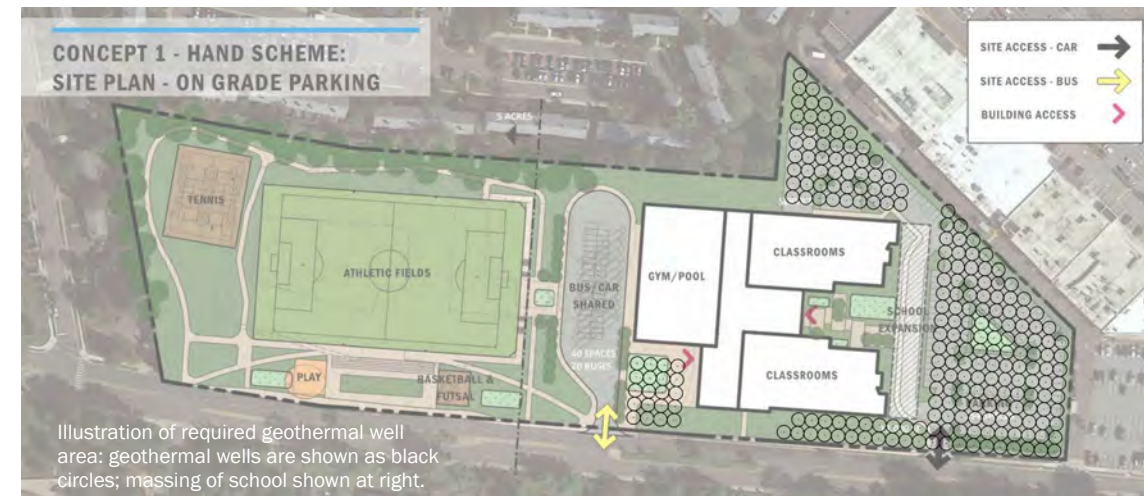 CONCEPT 1 - HAND SCHEME:
SITE PLAN - ON GRADE PARKING
SITE ACCESS - CAR
SITE ACCESS - BUS
BUILDING ACCESS
5 ACRES
TENNIS
ATHLETIC FIELDS
BUS/CAR
SHARED
40 SPACES
20 BUSES
GYM/POOL
CLASSROOMS
SCHOOL
EXPANSION
CLASSROOMS
PLAY
BASKETBALL &
FUTSAL
Illustration of required geothermal well
area: geothermal wells are shown as black
circles; massing of school shown at right.